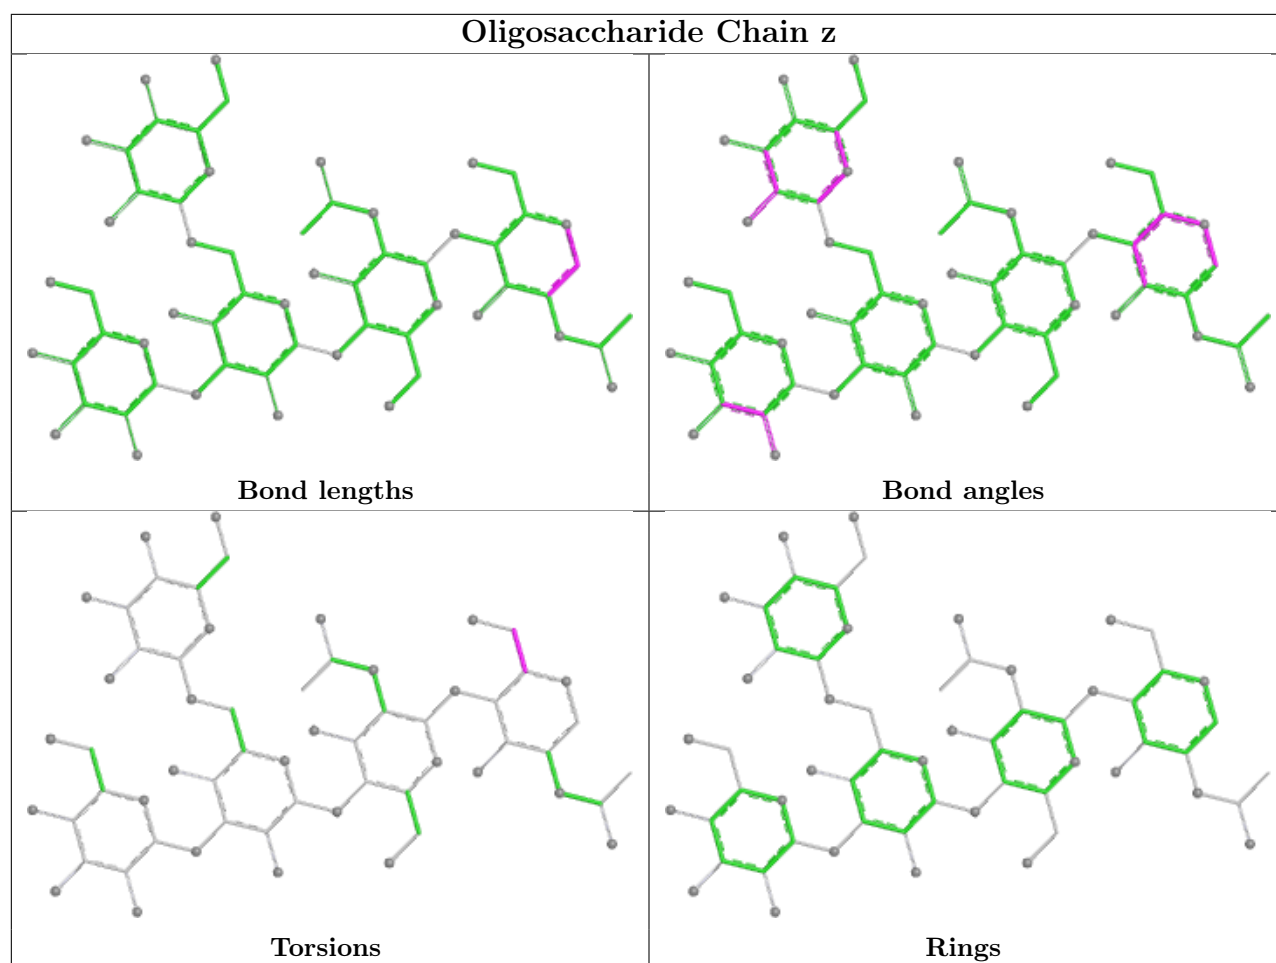 Oligosaccharide Chain z
Bond lengths
Bond angles
Torsions
Rings